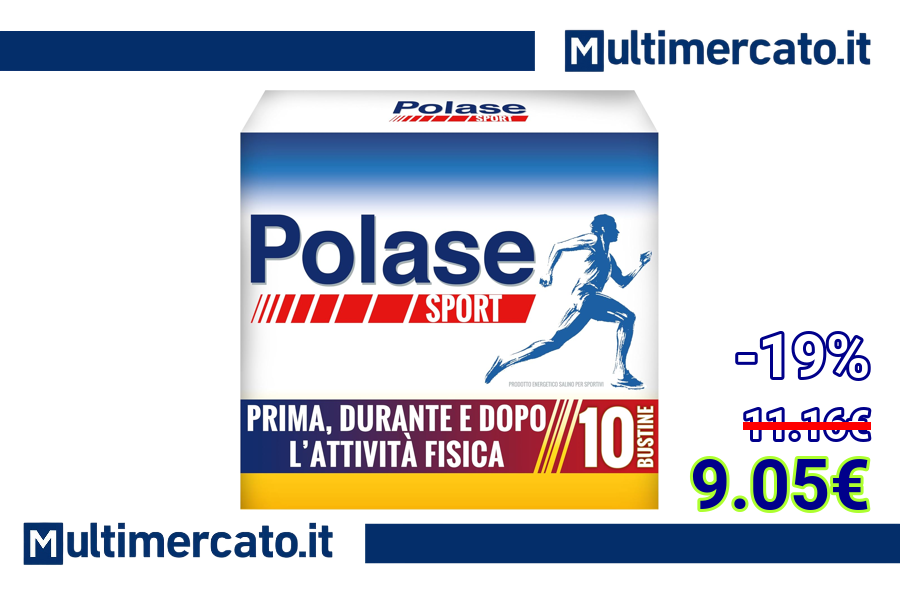 Multimercato.it
Polase
SPORT
Polase
SPORT
PRODOTTO ENERGETICO SALINO PER SPORTIVI
PRIMA, DURANTE E DOPO
L'ATTIVITÀ FISICA
10
BUSTINE
-19%
11.16€
9.05€
Multimercato.it